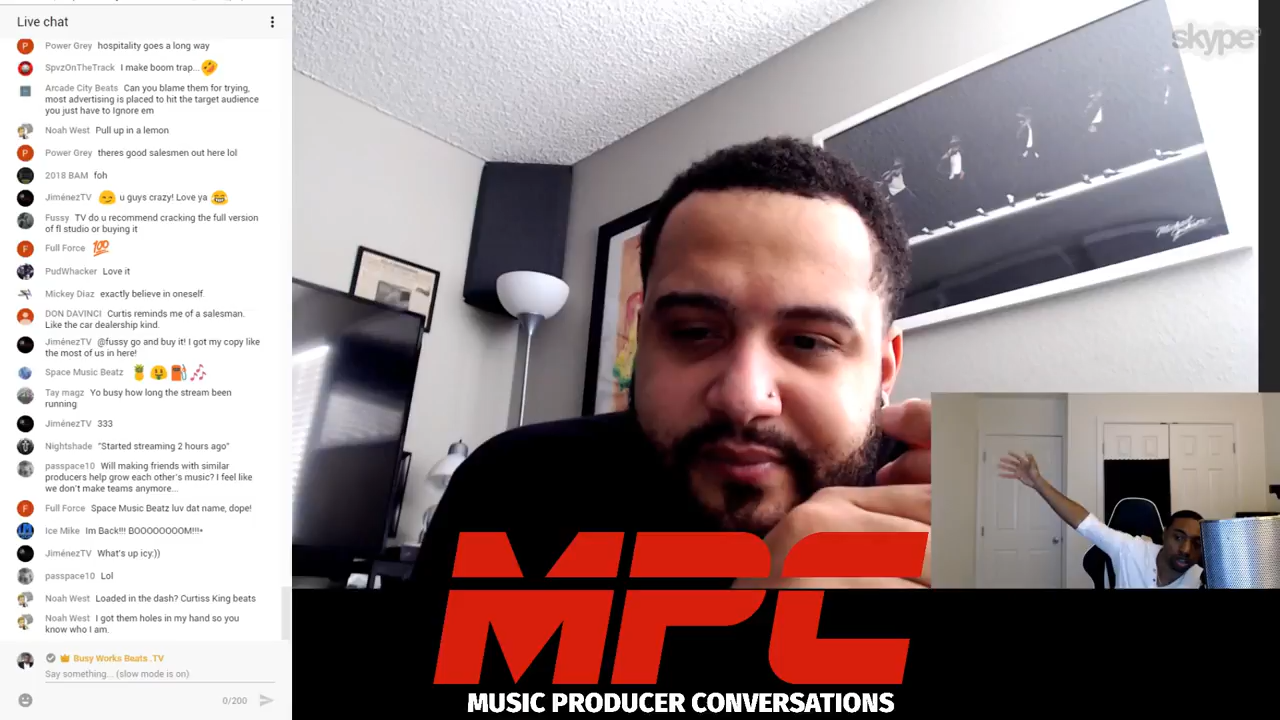 Live chat
Power Grey hospitality goes a long way
SpvzOnTheTrack I make boom trap...
Arcade City Beats Can you blame them for trying,
most advertising is placed to hit the target audience
you just have to Ignore em
Noah West Pull up in a lemon
Power Grey theres good salesmen out here lol
2018 BAM foh
JiménezTV u guys crazy! Love ya
Fussy TV do u recommend cracking the full version
of fl studio or buying it
Full Force 💯
PudWhacker Love it
Mickey Diaz exactly believe in oneself
DON DAVINCI Curtis reminds me of a salesman.
Like the car dealership kind.
JiménezTV @fussy go and buy it! I got my copy like
the most of us in here!
Space Music Beatz
Tay magz Yo busy how long the stream been
running
JiménezTV 333
Nightshade "Started streaming 2 hours ago"
passpace10 Will making friends with similar
producers help grow each other's music? I feel like
we don't make teams anymore...
Full Force Space Music Beatz luv dat name, dope!
Ice Mike Im Back!!! BOOOOOOOM!!!•
JiménezTV What's up icy:))
passpace10 Lol
Noah West Loaded in the dash? Curtiss King beats
Noah West I got them holes in my hand so you
know who I am.
Busy Works Beats .TV
Say something... (slow mode is on)
0/200
skype
MPC
MUSIC PRODUCER CONVERSATIONS